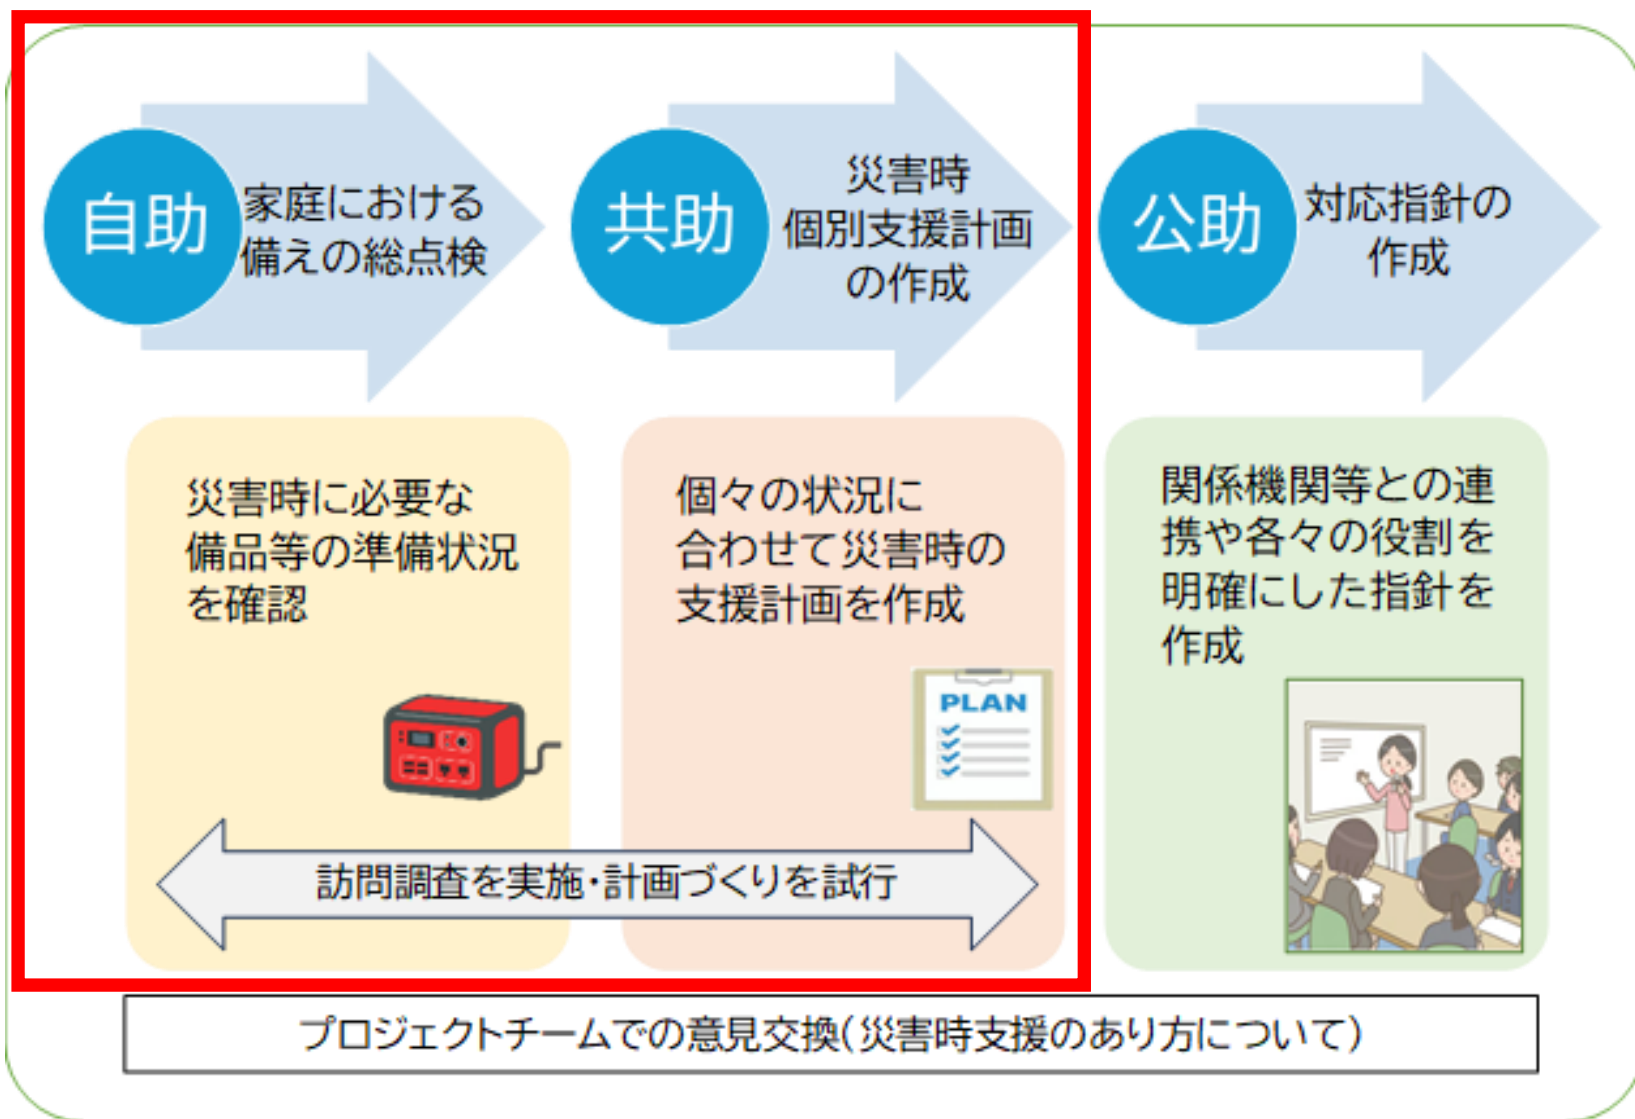 自助
家庭における
備えの総点検
共助
災害時
個別支援計画
の作成
公助
対応指針の
作成
災害時に必要な
備品等の準備状況
を確認
個々の状況に
合わせて災害時の
支援計画を作成
PLAN
関係機関等との連
携や各々の役割を
明確にした指針を
作成
訪問調査を実施・計画づくりを試行
プロジェクトチームでの意見交換(災害時支援のあり方について)